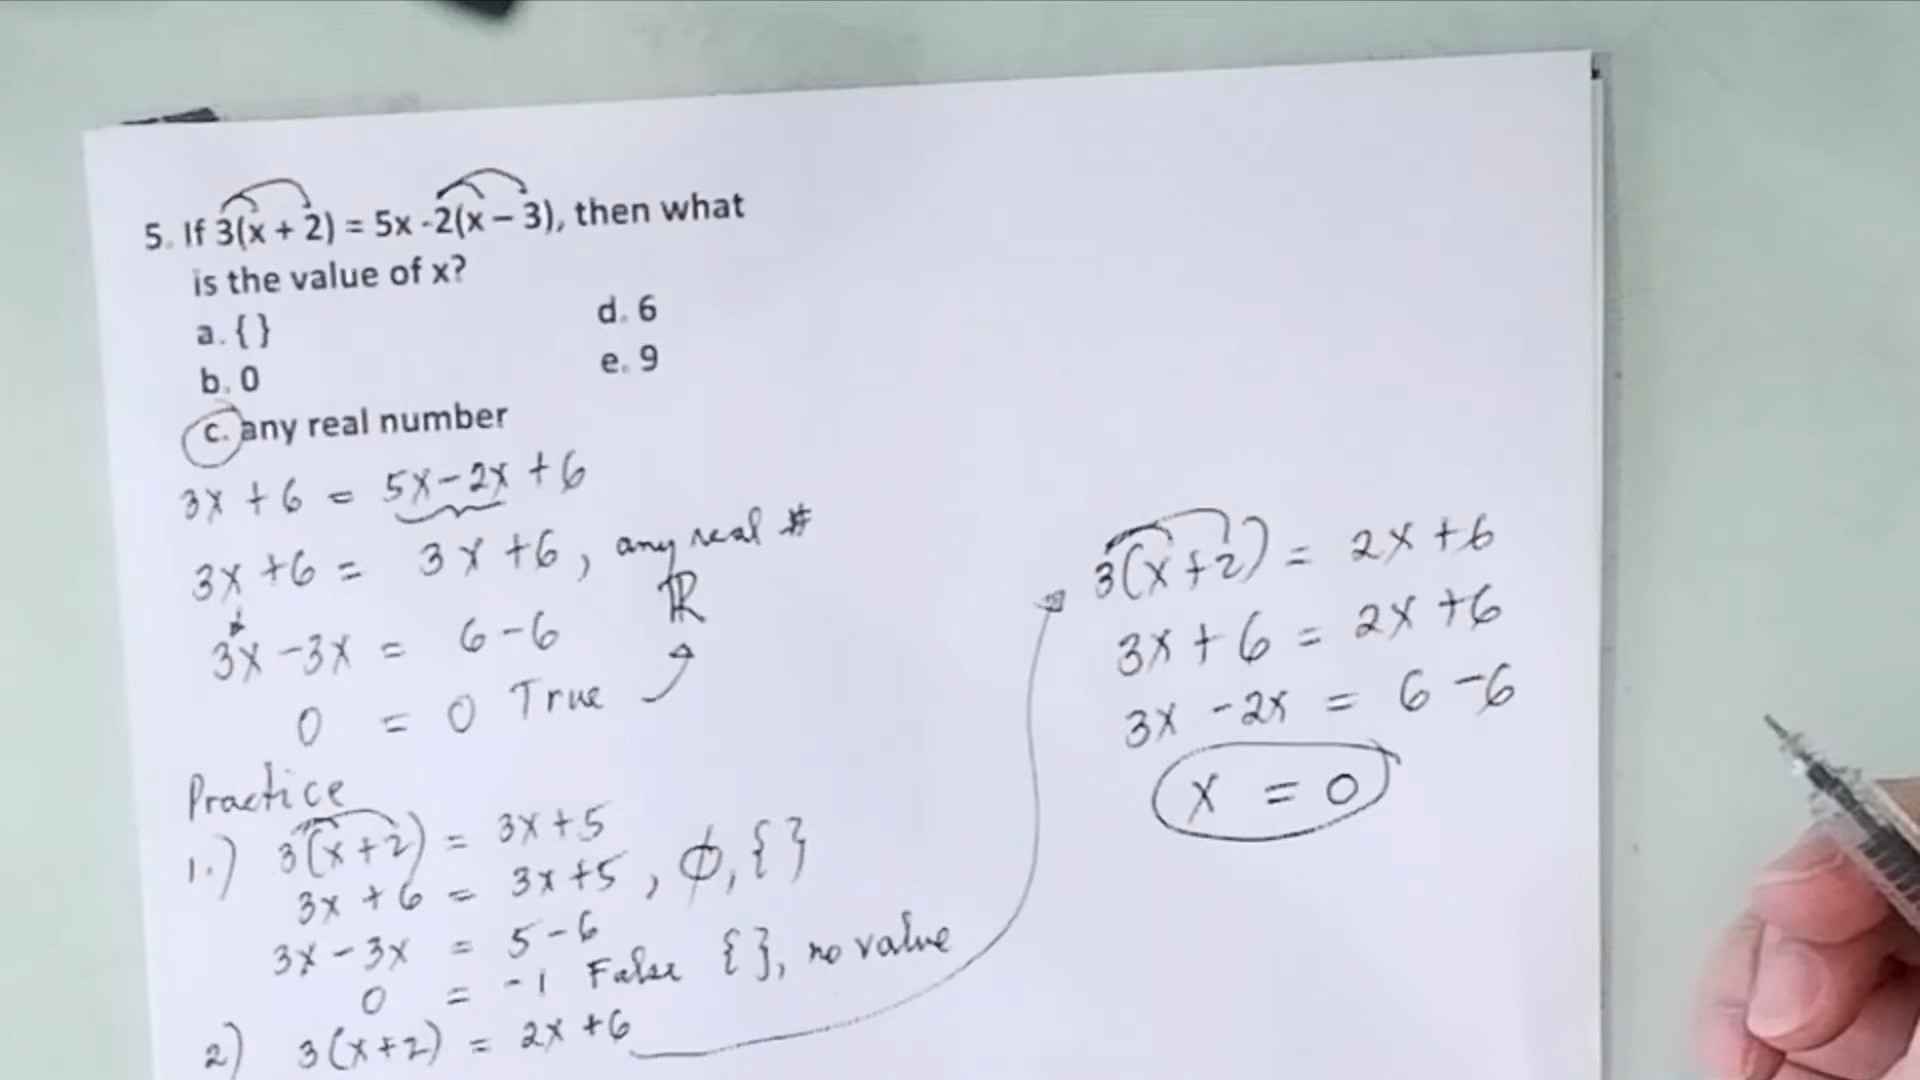 5. If 3(x + 2) = 5x -2(x – 3), then what
is the value of x?
a. { }
b. 0
c. any real number
d. 6
e. 9
3x + 6 = 5x - 2x + 6
3x + 6 = 3x + 6, any real #
ℝ
3x - 3x = 6 - 6
0 = 0 True
Practice
1.) 3(x + 2) = 3x + 5
3x + 6 = 3x + 5, ϕ, { }
3x - 3x = 5 - 6
0 = -1 False { }, no value
2) 3(x + 2) = 2x + 6
3(x + 2) = 2x + 6
3x + 6 = 2x + 6
3x - 2x = 6 - 6
x = 0